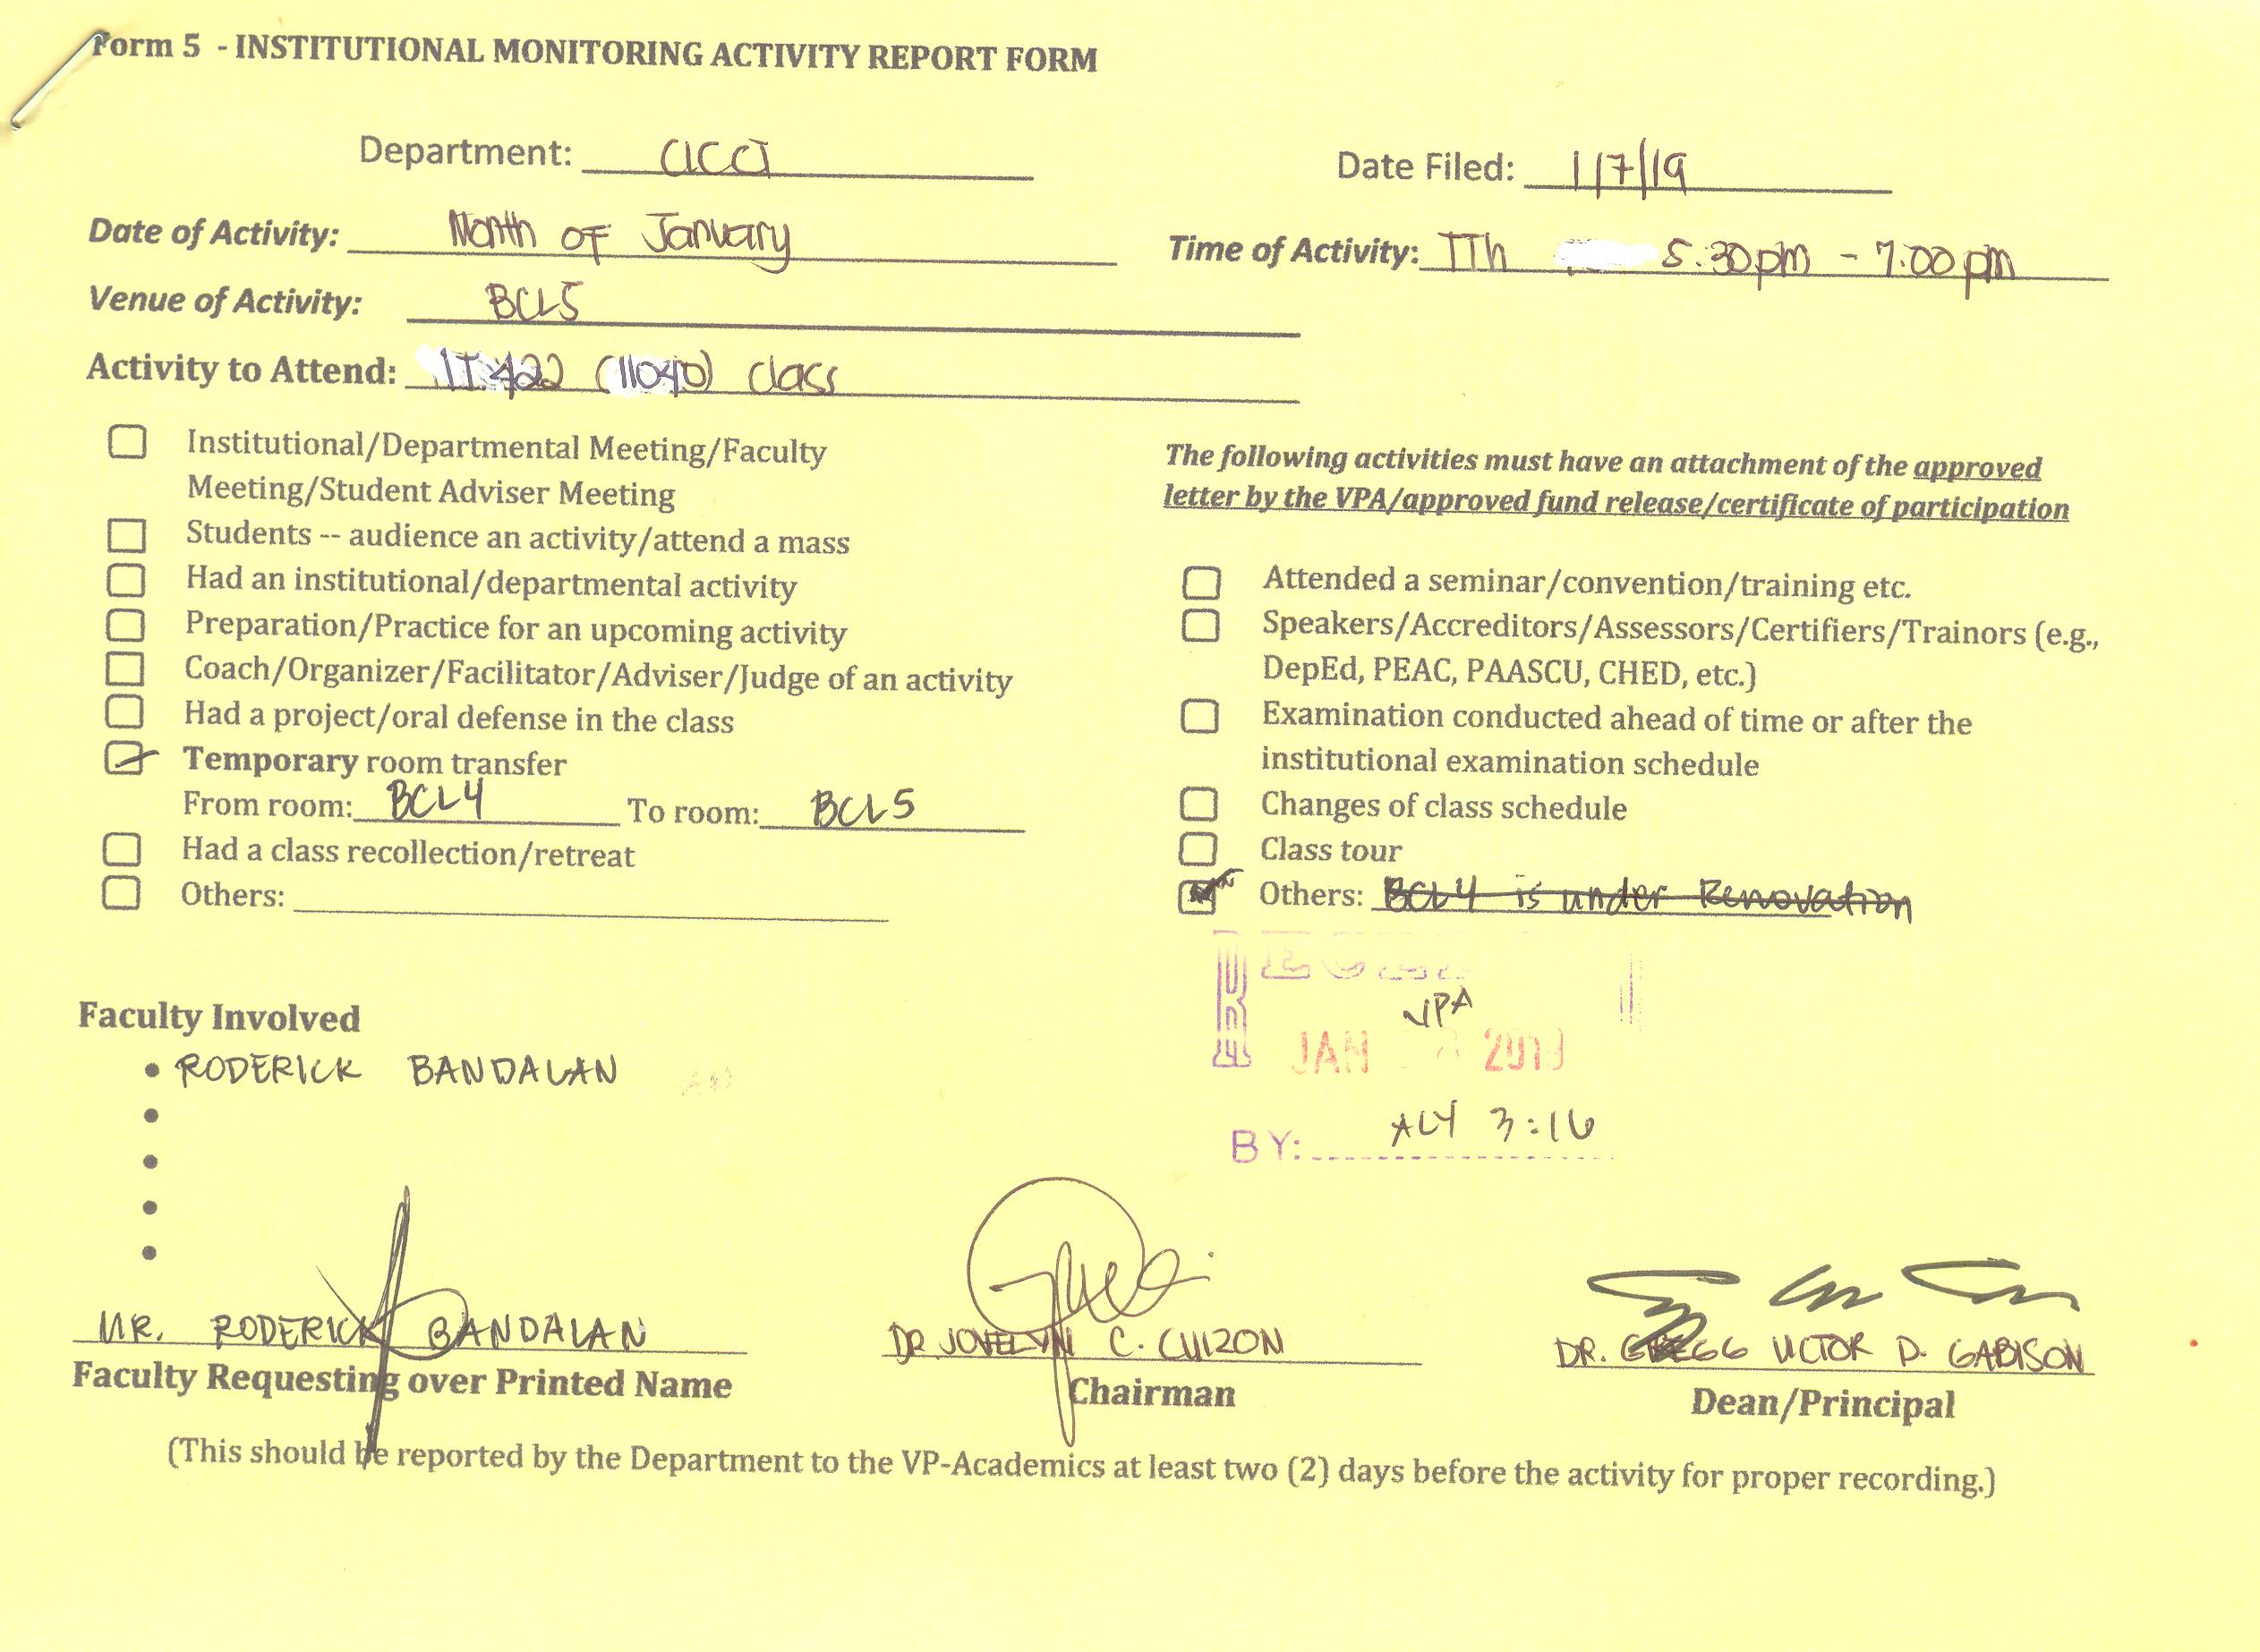 Form 5 - INSTITUTIONAL MONITORING ACTIVITY REPORT FORM
Department: CICCT
Date Filed: 1/7/19
Date of Activity: Month of January
Time of Activity: TTh 5:30pm - 7:00pm
Venue of Activity: BCL5
Activity to Attend: IT 422 (11040) class
Institutional/Departmental Meeting/Faculty
Meeting/Student Adviser Meeting
Students -- audience an activity/attend a mass
Had an institutional/departmental activity
Preparation/Practice for an upcoming activity
Coach/Organizer/Facilitator/Adviser/Judge of an activity
Had a project/oral defense in the class
Temporary room transfer
From room: BCL4 To room: BCL5
Had a class recollection/retreat
Others:
The following activities must have an attachment of the approved
letter by the VPA/approved fund release/certificate of participation
Attended a seminar/convention/training etc.
Speakers/Accreditors/Assessors/Certifiers/Trainors (e.g.,
DepEd, PEAC, PAASCU, CHED, etc.)
Examination conducted ahead of time or after the
institutional examination schedule
Changes of class schedule
Class tour
Others: BCL4 is under Renovation
VPA
JAN 2019
BY: ALY 3:16
Faculty Involved
• RODERICK BANDALAN
•
•
•
•
MR. RODERICK BANDALAN
Faculty Requesting over Printed Name
DR JOVELYN C. CUIZON
Chairman
DR. GREGG VICTOR D. GABISON
Dean/Principal
(This should be reported by the Department to the VP-Academics at least two (2) days before the activity for proper recording.)